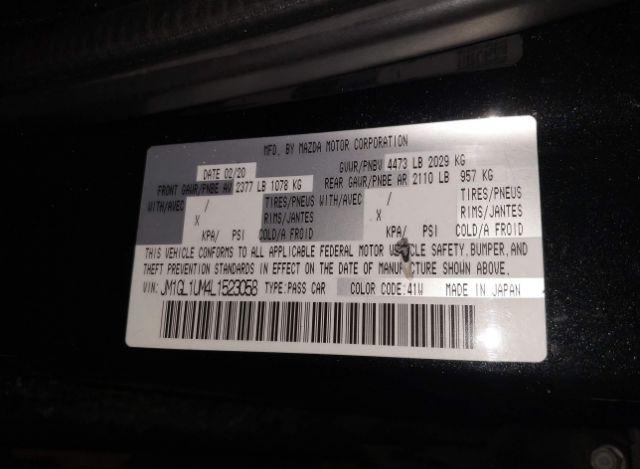 MFD. BY MAZDA MOTOR CORPORATION
DATE 02/20 GVWR/PNBV 4473 LB 2029 KG
FRONT GAWR/PNBE AV 2377 LB 1078 KG REAR GAWR/PNBE AR 2110 LB 957 KG
WITH/AVEC / TIRES/PNEUS WITH/AVEC / TIRES/PNEUS
X RIMS/JANTES X RIMS/JANTES
KPA/ PSI COLD/A FROID KPA/ PSI COLD/A FROID
THIS VEHICLE CONFORMS TO ALL APPLICABLE FEDERAL MOTOR VEHICLE SAFETY, BUMPER, AND
THEFT PREVENTION STANDARDS IN EFFECT ON THE DATE OF MANUFACTURE SHOWN ABOVE.
VIN: JM1GL1UM4L1523058 TYPE:PASS CAR COLOR CODE:41W MADE IN JAPAN